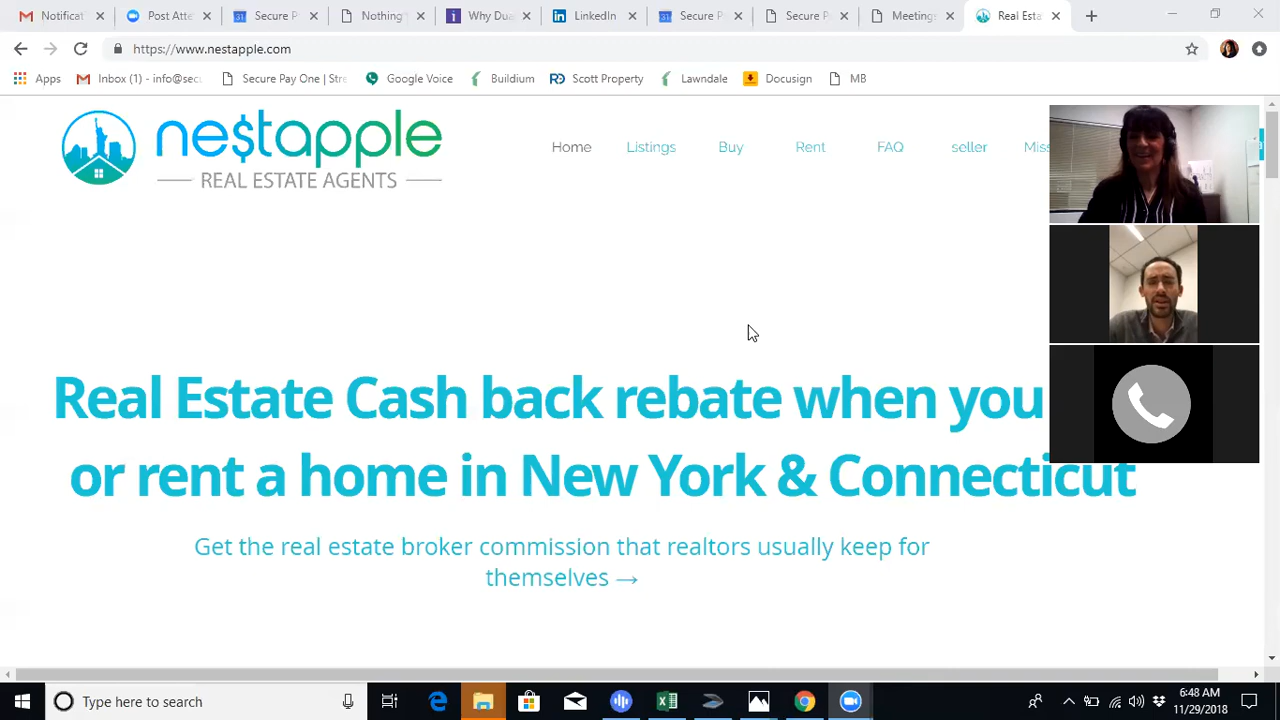 Notificat
Post Atte
Secure P
Nothing'
Why Dua
LinkedIn
Secure P
Secure P
Meetings
Real Esta
https://www.nestapple.com
Apps
Inbox (1) - info@sec
Secure Pay One | Stre
Google Voice
Buildium
Scott Property
Lawndale
Docusign
MB
ne$tapple
REAL ESTATE AGENTS
Home
Listings
Buy
Rent
FAQ
seller
Miss
Real Estate Cash back rebate when you
or rent a home in New York & Connecticut
Get the real estate broker commission that realtors usually keep for
themselves →
Type here to search
6:48 AM
11/29/2018